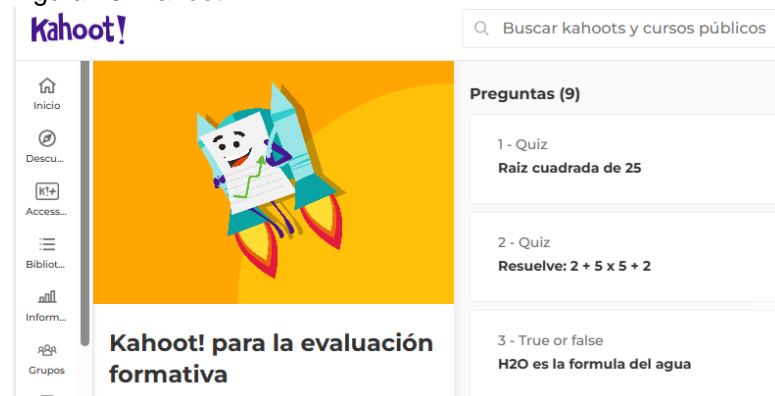 Kahoot!
Buscar kahoots y cursos públicos
Inicio
Descu...
K!+
Access...
Bibliot...
Inform...
Grupos
Kahoot! para la evaluación
formativa
Preguntas (9)
1 - Quiz
Raiz cuadrada de 25
2 - Quiz
Resuelve: 2 + 5 x 5 + 2
3 - True or false
H2O es la formula del agua